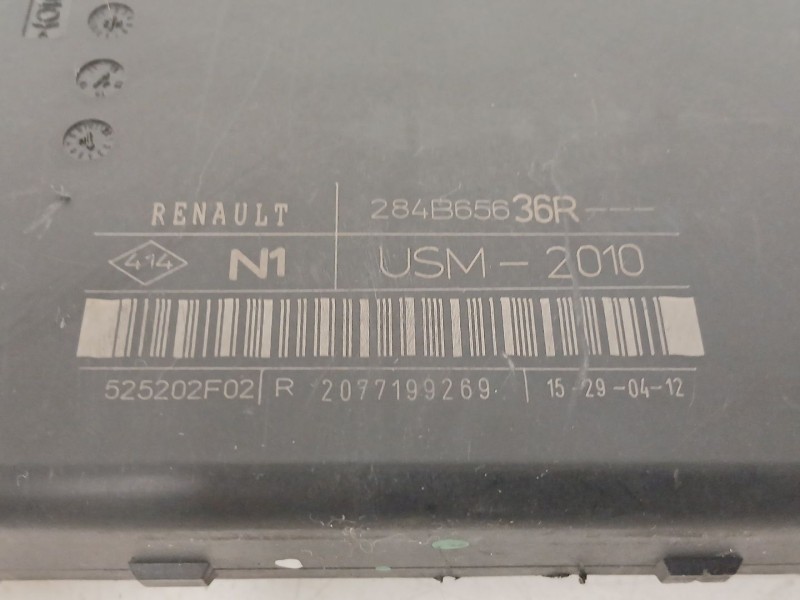 RENAULT 284B65636R---
414 N1 USM-2010
525202F02 R 2077199269. 15-29-04-12